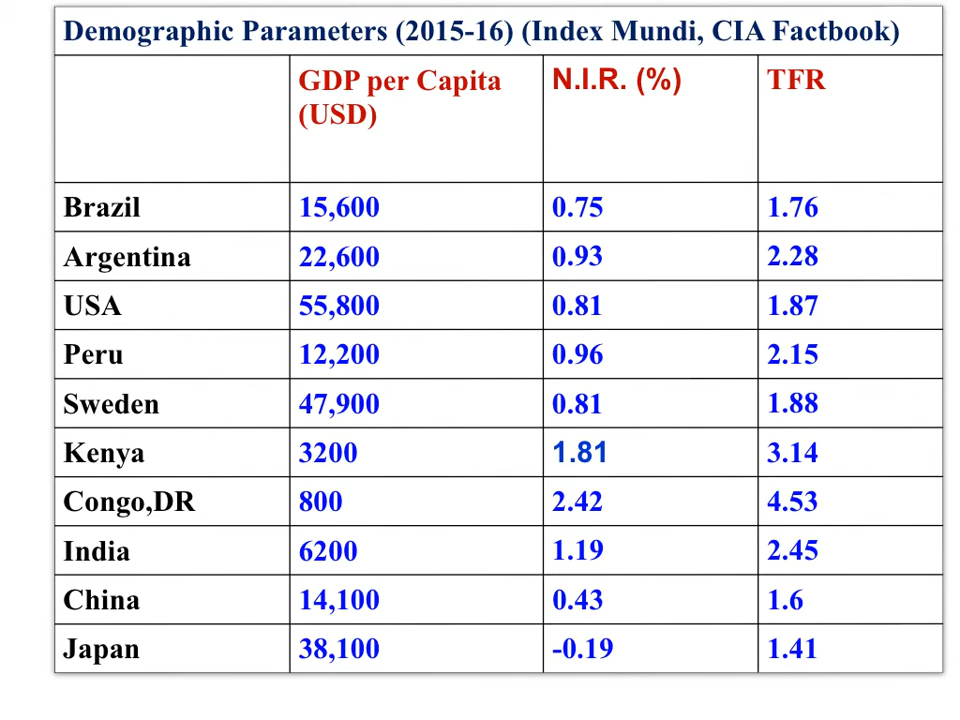 Demographic Parameters (2015-16) (Index Mundi, CIA Factbook)
GDP per Capita (USD) N.I.R. (%) TFR
Brazil 15,600 0.75 1.76
Argentina 22,600 0.93 2.28
USA 55,800 0.81 1.87
Peru 12,200 0.96 2.15
Sweden 47,900 0.81 1.88
Kenya 3200 1.81 3.14
Congo,DR 800 2.42 4.53
India 6200 1.19 2.45
China 14,100 0.43 1.6
Japan 38,100 -0.19 1.41